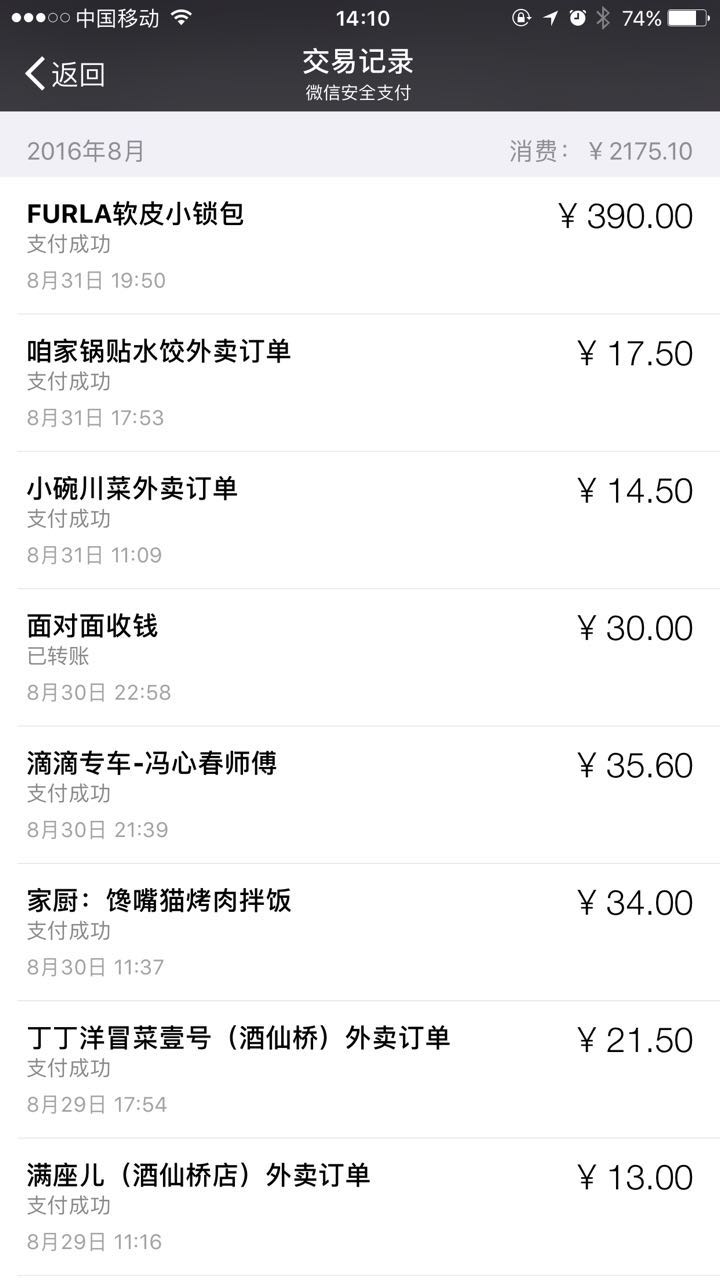 中国移动 14:10 74%
返回 交易记录
微信安全支付
2016年8月 消费：￥2175.10
FURLA软皮小锁包 ￥390.00
支付成功
8月31日 19:50
咱家锅贴水饺外卖订单 ￥17.50
支付成功
8月31日 17:53
小碗川菜外卖订单 ￥14.50
支付成功
8月31日 11:09
面对面收钱 ￥30.00
已转账
8月30日 22:58
滴滴专车-冯心春师傅 ￥35.60
支付成功
8月30日 21:39
家厨：馋嘴猫烤肉拌饭 ￥34.00
支付成功
8月30日 11:37
丁丁洋冒菜壹号（酒仙桥）外卖订单 ￥21.50
支付成功
8月29日 17:54
满座儿（酒仙桥店）外卖订单 ￥13.00
支付成功
8月29日 11:16